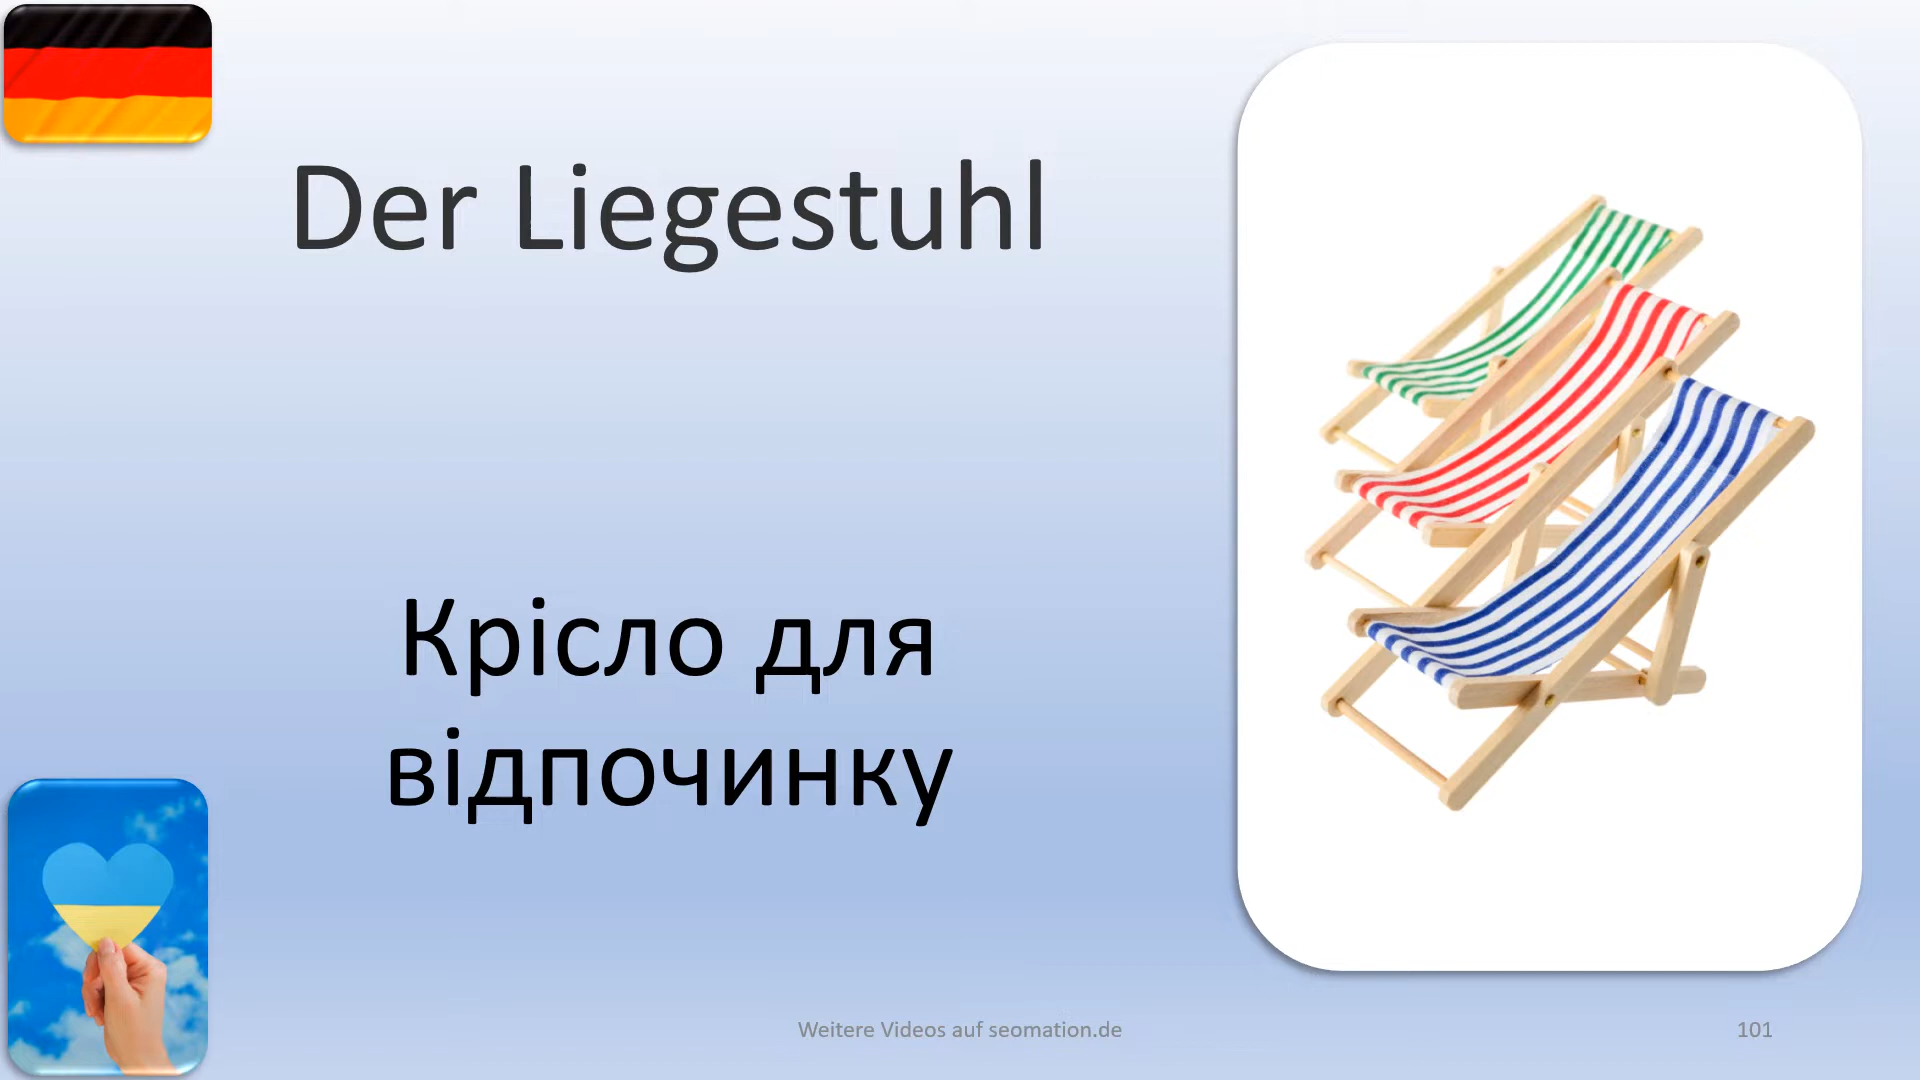 Der Liegestuhl
Крісло для
відпочинку
Weitere Videos auf seomation.de
101